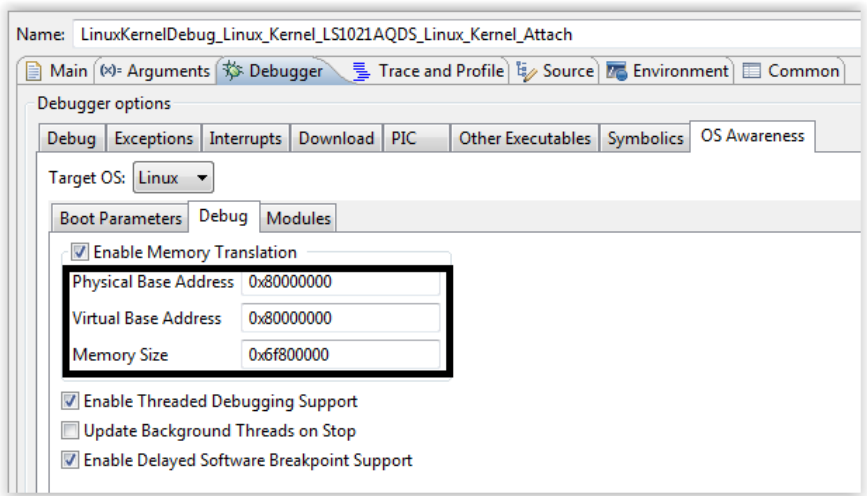 Name: LinuxKernelDebug_Linux_Kernel_LS1021AQDS_Linux_Kernel_Attach
Main (x)= Arguments Debugger Trace and Profile Source Environment Common
Debugger options
Debug Exceptions Interrupts Download PIC Other Executables Symbolics OS Awareness
Target OS: Linux
Boot Parameters Debug Modules
Enable Memory Translation
Physical Base Address 0x80000000
Virtual Base Address 0x80000000
Memory Size 0x6f800000
Enable Threaded Debugging Support
Update Background Threads on Stop
Enable Delayed Software Breakpoint Support